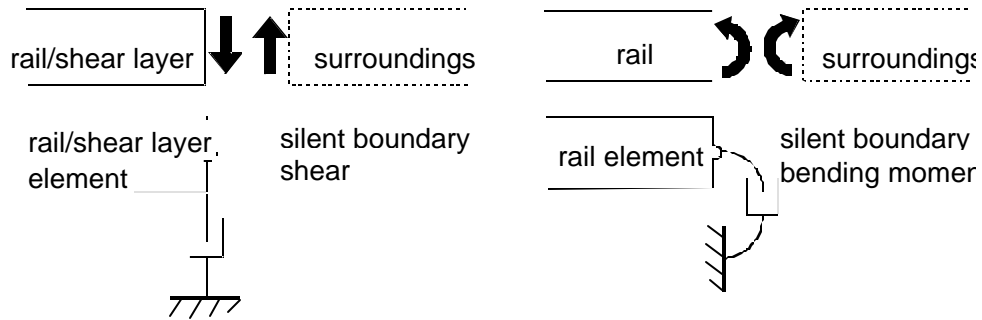 rail/shear layer
surroundings
rail
surroundings
rail/shear layer
element
silent boundary
shear
rail element
silent boundary
bending momen